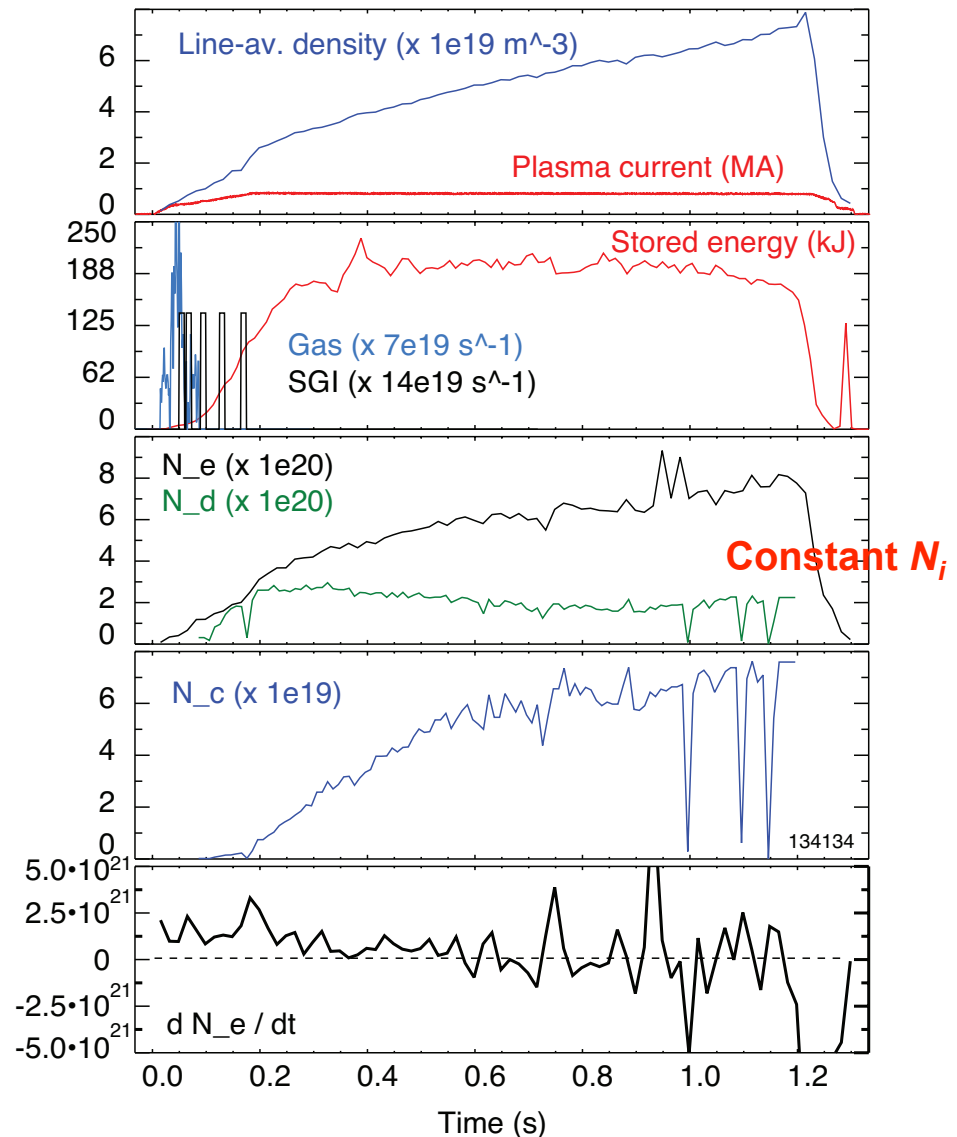 Line-av. density (x 1e19 m^-3)
6
4
2
0
Plasma current (MA)
250
188
125
62
0
Stored energy (kJ)
Gas (x 7e19 s^-1)
SGI (x 14e19 s^-1)
N_e (x 1e20)
N_d (x 1e20)
8
6
4
2
0
Constant N_i
N_c (x 1e19)
6
4
2
0
134134
5.0•10^21
2.5•10^21
0
-2.5•10^21
-5.0•10^21
d N_e / dt
0.0 0.2 0.4 0.6 0.8 1.0 1.2
Time (s)